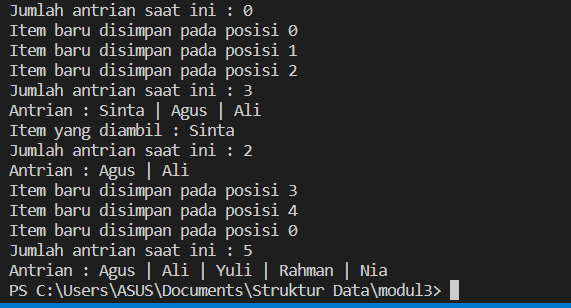 Jumlah antrian saat ini : 0
Item baru disimpan pada posisi 0
Item baru disimpan pada posisi 1
Item baru disimpan pada posisi 2
Jumlah antrian saat ini : 3
Antrian : Sinta | Agus | Ali
Item yang diambil : Sinta
Jumlah antrian saat ini : 2
Antrian : Agus | Ali
Item baru disimpan pada posisi 3
Item baru disimpan pada posisi 4
Item baru disimpan pada posisi 0
Jumlah antrian saat ini : 5
Antrian : Agus | Ali | Yuli | Rahman | Nia
PS C:\Users\ASUS\Documents\Struktur Data\modul3>